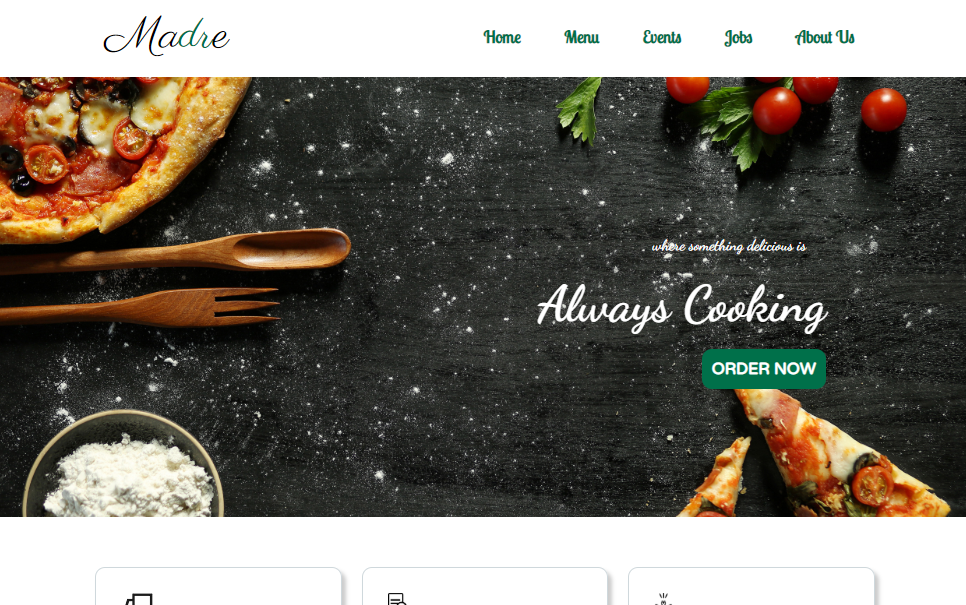 Madre
Home Menu Events Jobs About Us
where something delicious is
Always Cooking
ORDER NOW